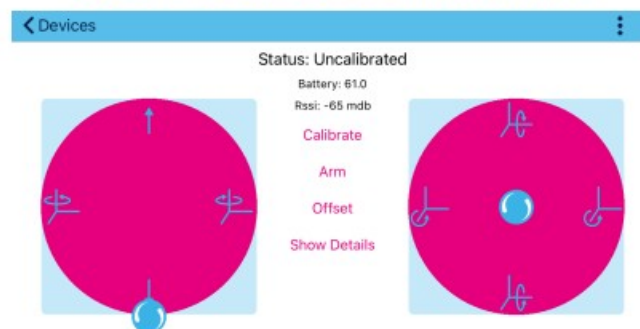 Devices
Status: Uncalibrated
Battery: 61.0
Rssi: -65 mdb
Calibrate
Arm
Offset
Show Details